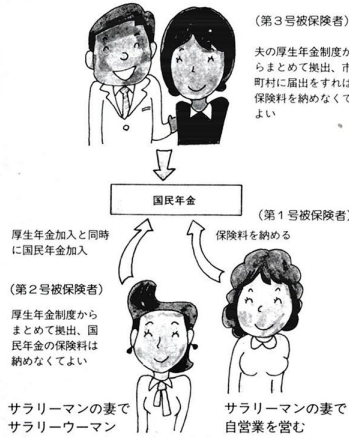 (第3号被保険者)
夫の厚生年金制度か
らまとめて拠出、市
町村に届出をすれば
保険料を納めなくて
よい
国民年金
厚生年金加入と同時
に国民年金加入
(第1号被保険者)
保険料を納める
(第2号被保険者)
厚生年金制度から
まとめて拠出、国
民年金の保険料は
納めなくてよい
サラリーマンの妻で
サラリーウーマン
サラリーマンの妻で
自営業を営む